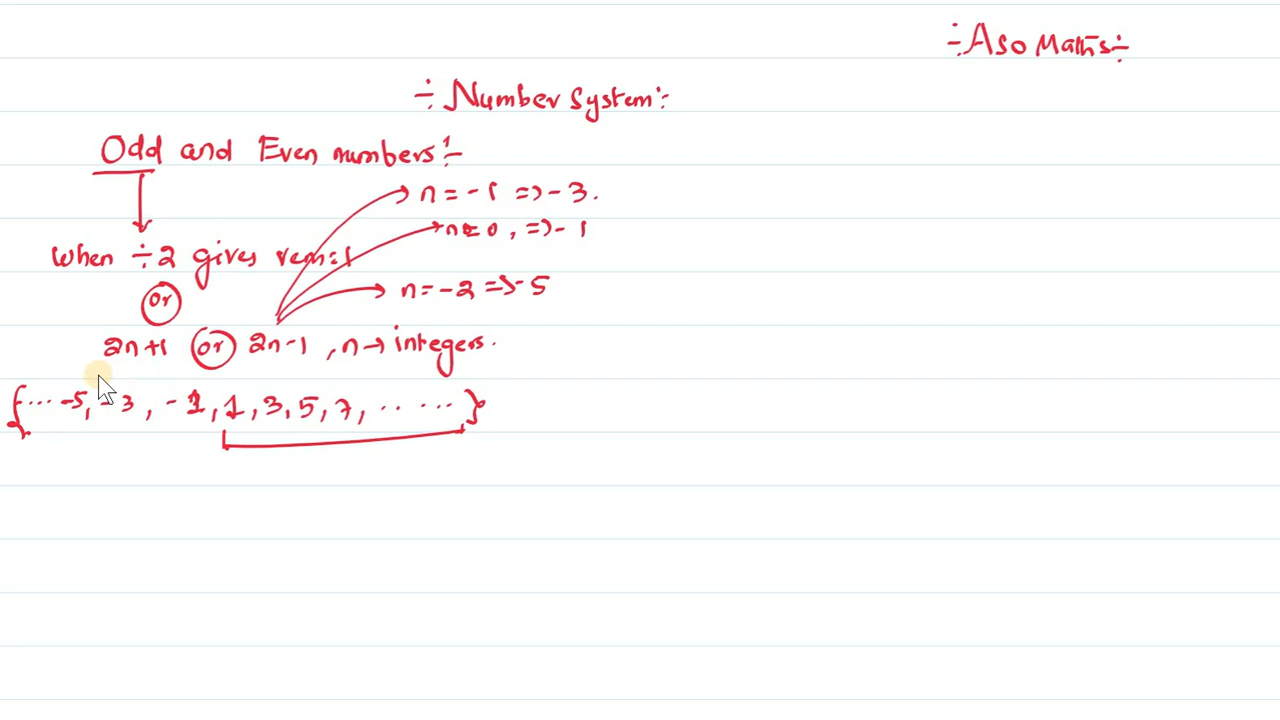 ÷Aso Maths÷
÷Number System:-
Odd and Even numbers:-
n = -1 => -3.
n = 0, => -1
When ÷2 gives rem=1
n = -2 => -5
or
2n+1 or 2n-1, n→ integers.
{... -5, -3, -1, 1, 3, 5, 7, .. ... }